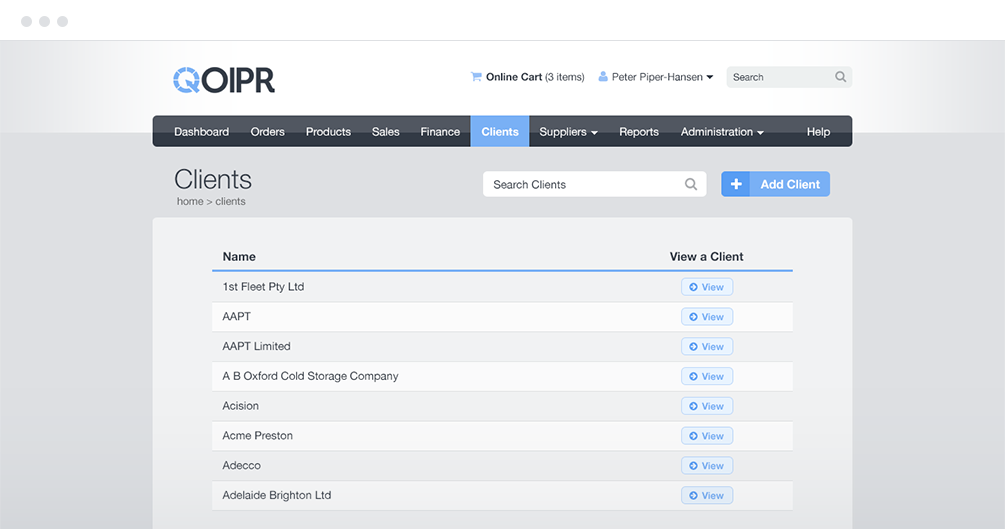 QOIPR
Online Cart (3 items) Peter Piper-Hansen Search
Dashboard Orders Products Sales Finance Clients Suppliers Reports Administration Help
Clients
home > clients
Search Clients
Add Client
Name View a Client
1st Fleet Pty Ltd View
AAPT View
AAPT Limited View
A B Oxford Cold Storage Company View
Acision View
Acme Preston View
Adecco View
Adelaide Brighton Ltd View